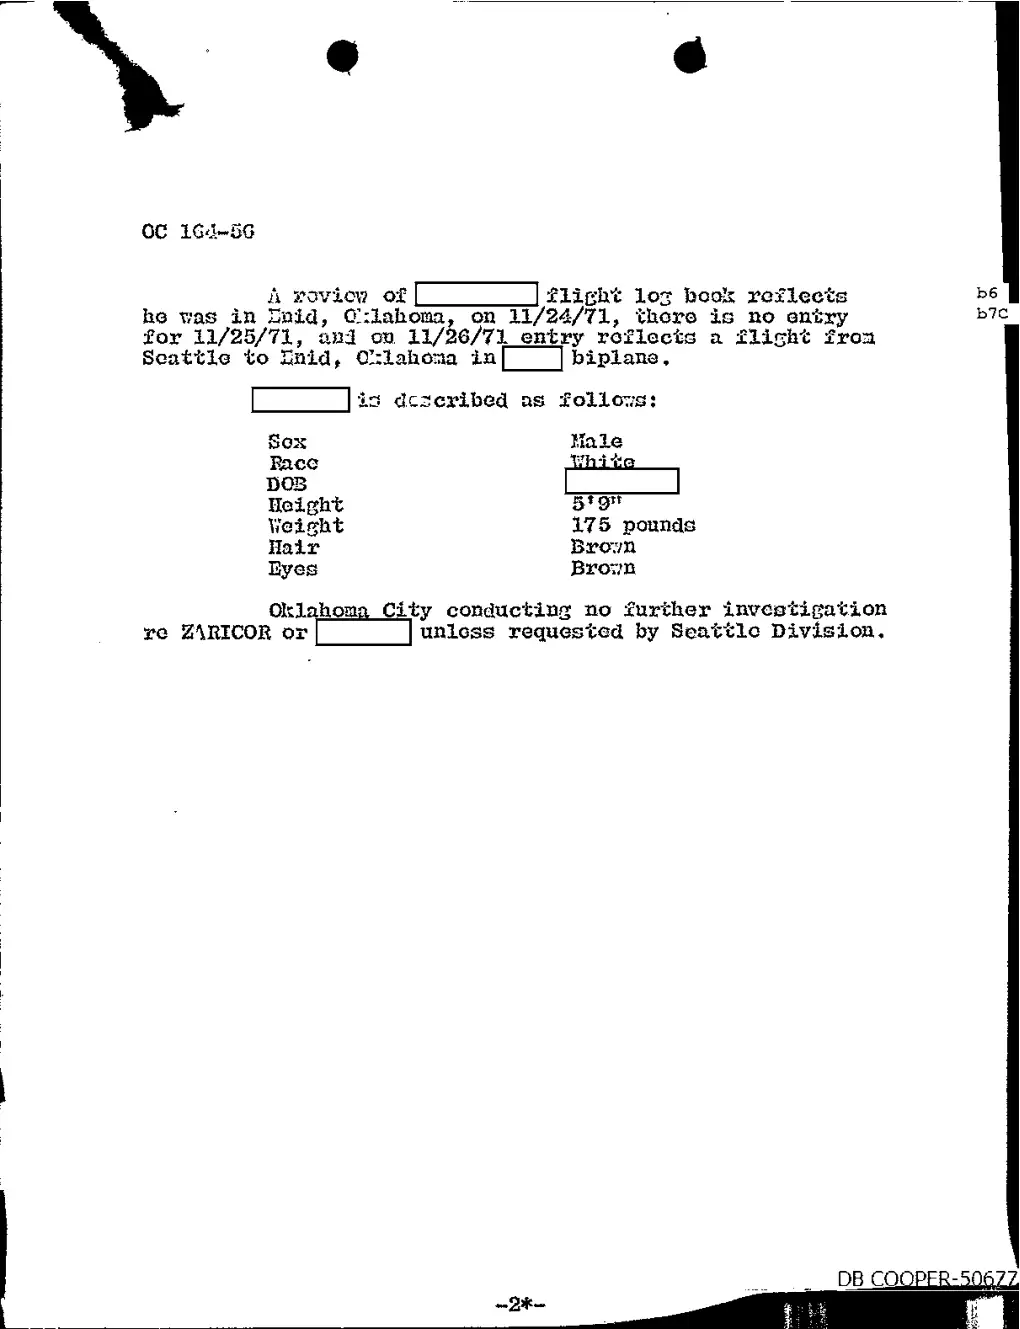 OC 164-56
A review of flight log book reflects
b6
he was in Enid, Oklahoma, on 11/24/71, there is no entry
b7C
for 11/25/71, and on 11/26/71 entry reflects a flight from
Seattle to Enid, Oklahoma in biplane.
is described as follows:
Sex Male
Race White
DOB
Height 5'9"
Weight 175 pounds
Hair Brown
Eyes Brown
Oklahoma City conducting no further investigation
re ZARICOR or unless requested by Seattle Division.
DB COOPER-50677
-2*-